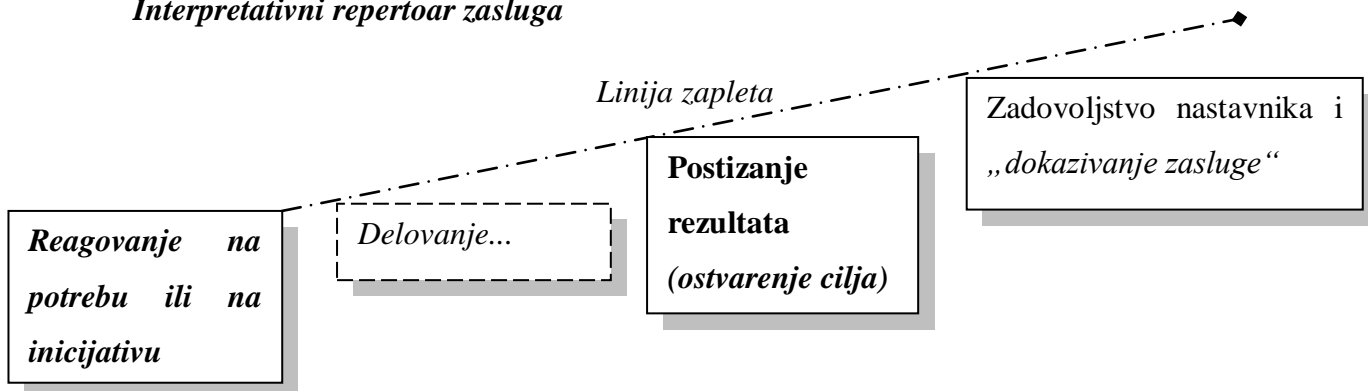 Interpretativni repertoar zasluga
Linija zapleta
Reagovanje na
potrebu ili na
inicijativu
Delovanje...
Postizanje
rezultata
(ostvarenje cilja)
Zadovoljstvo nastavnika i
„dokazivanje zasluge“